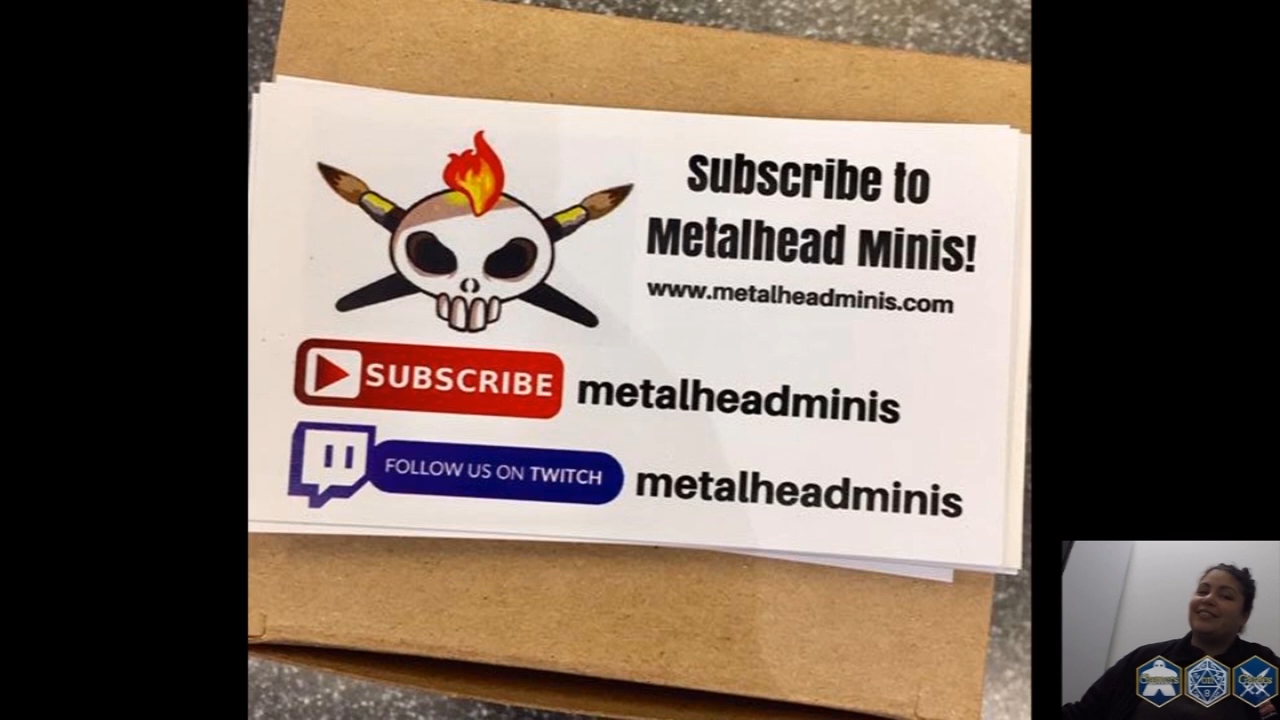 Subscribe to
Metalhead Minis!
www.metalheadminis.com
SUBSCRIBE metalheadminis
FOLLOW US ON TWITCH metalheadminis